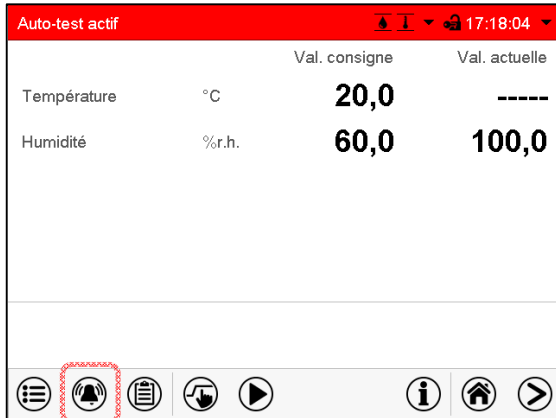 Auto-test actif 17:18:04
Val. consigne Val. actuelle
Température °C 20,0 -----
Humidité %r.h. 60,0 100,0